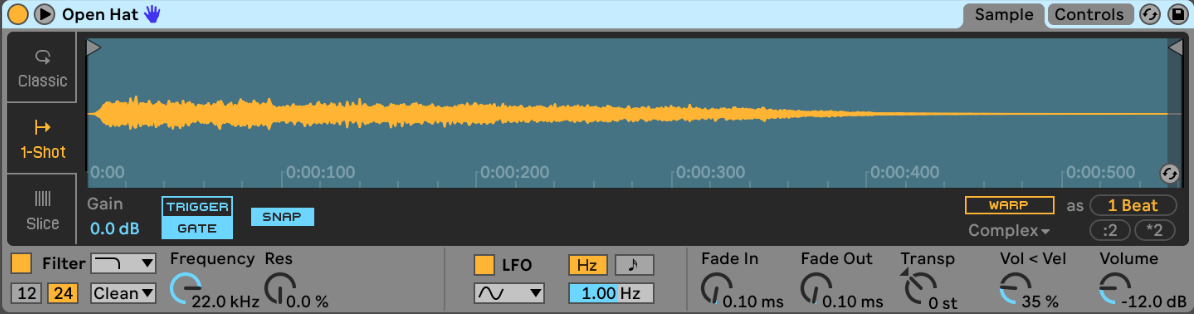 Open Hat Sample Controls
Classic
1-Shot
Slice
0:00 0:00:100 0:00:200 0:00:300 0:00:400 0:00:500
Gain TRIGGER SNAP WARP as 1 Beat
0.0 dB GATE Complex :2 *2
Filter Frequency Res LFO Hz Fade In Fade Out Transp Vol < Vel Volume
12 24 Clean 22.0 kHz 0.0 % 1.00 Hz 0.10 ms 0.10 ms 0 st 35 % -12.0 dB